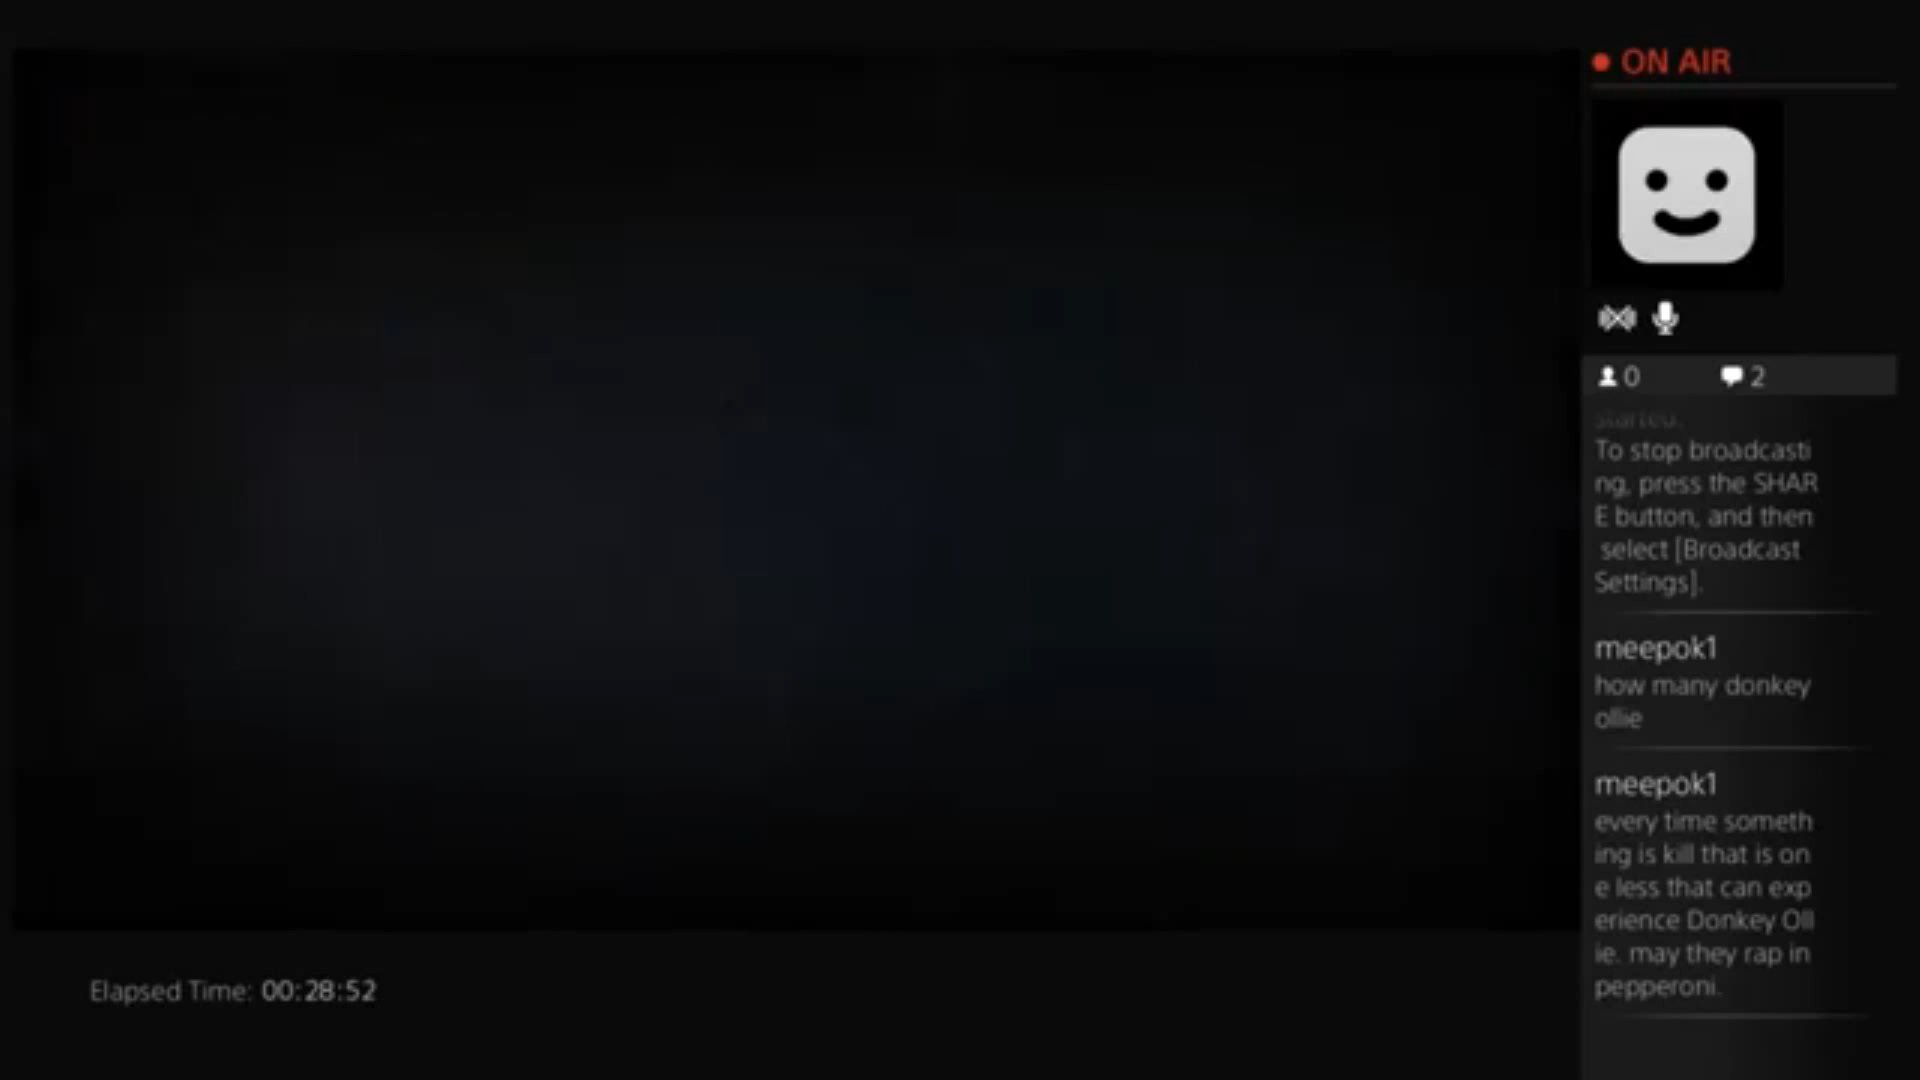 ON AIR
0
2
started.
To stop broadcasti
ng, press the SHAR
E button, and then
select [Broadcast
Settings].
meepok1
how many donkey
ollie
meepok1
every time someth
ing is kill that is on
e less that can exp
erience Donkey Oll
ie. may they rap in
pepperoni.
Elapsed Time: 00:28:52